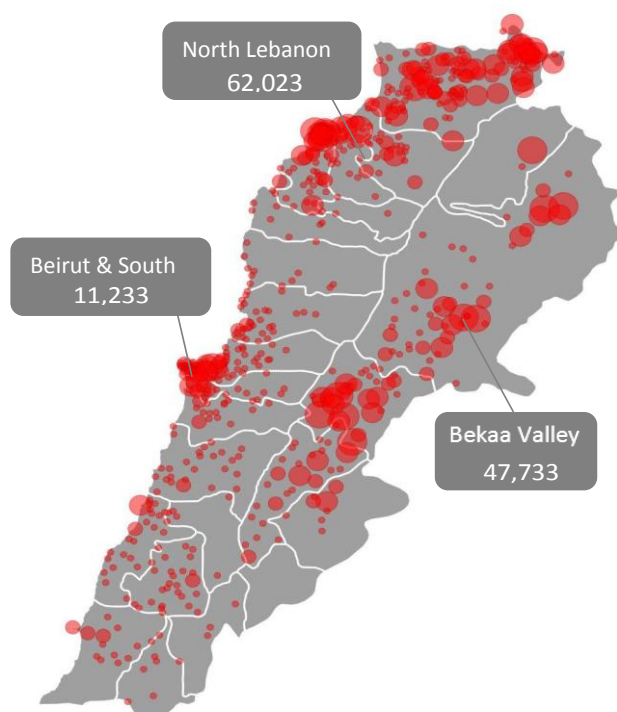 North Lebanon
62,023
Beirut & South
11,233
Bekaa Valley
47,733